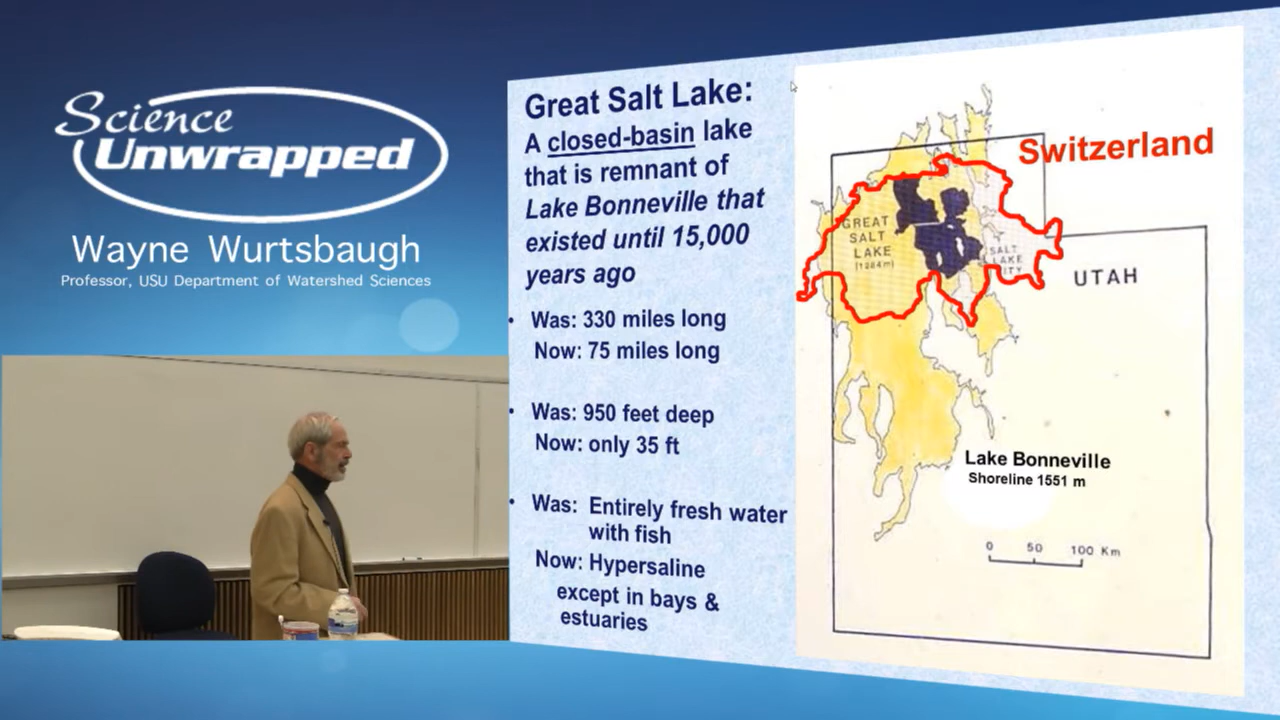 Science
Unwrapped
Wayne Wurtsbaugh
Professor, USU Department of Watershed Sciences
Great Salt Lake:
A closed-basin lake
that is remnant of
Lake Bonneville that
existed until 15,000
years ago
• Was: 330 miles long
Now: 75 miles long
• Was: 950 feet deep
Now: only 35 ft
• Was: Entirely fresh water
with fish
Now: Hypersaline
except in bays &
estuaries
Switzerland
GREAT
SALT
LAKE
SALT
LAKE
UTAH
Lake Bonneville
Shoreline 1551 m
0 50 100 Km